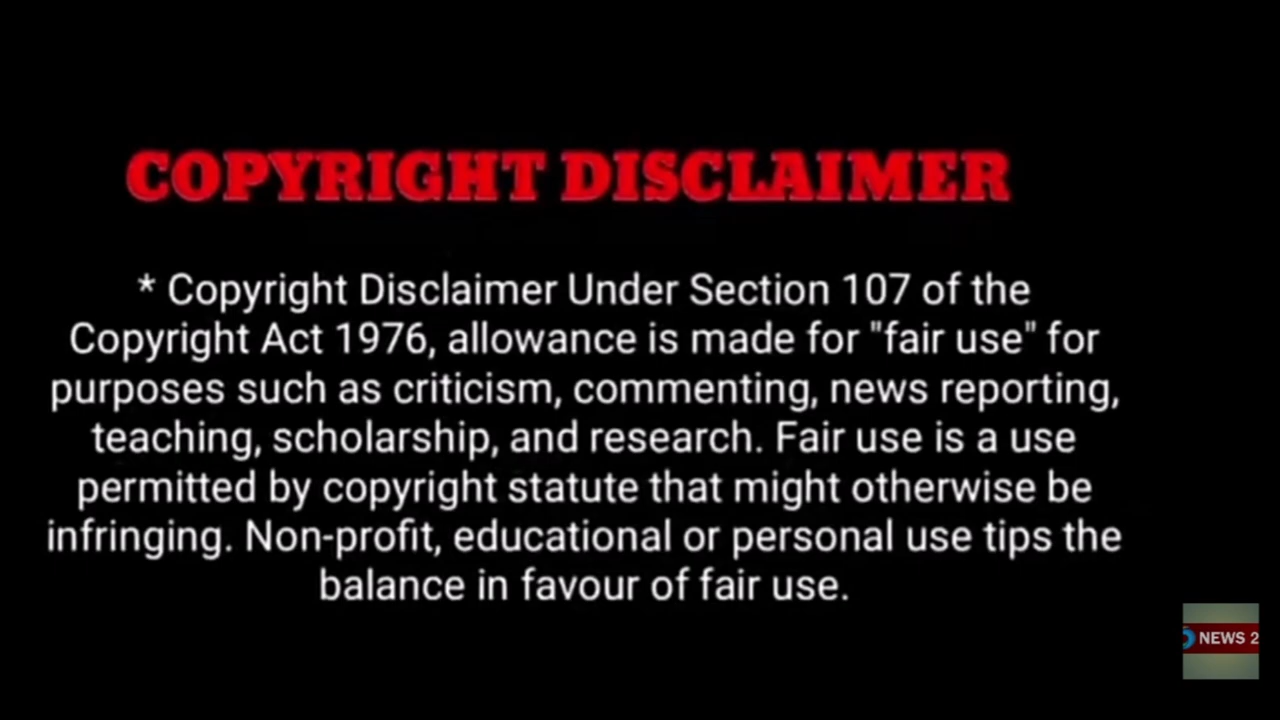 COPYRIGHT DISCLAIMER
* Copyright Disclaimer Under Section 107 of the
Copyright Act 1976, allowance is made for "fair use" for
purposes such as criticism, commenting, news reporting,
teaching, scholarship, and research. Fair use is a use
permitted by copyright statute that might otherwise be
infringing. Non-profit, educational or personal use tips the
balance in favour of fair use.
NEWS 2